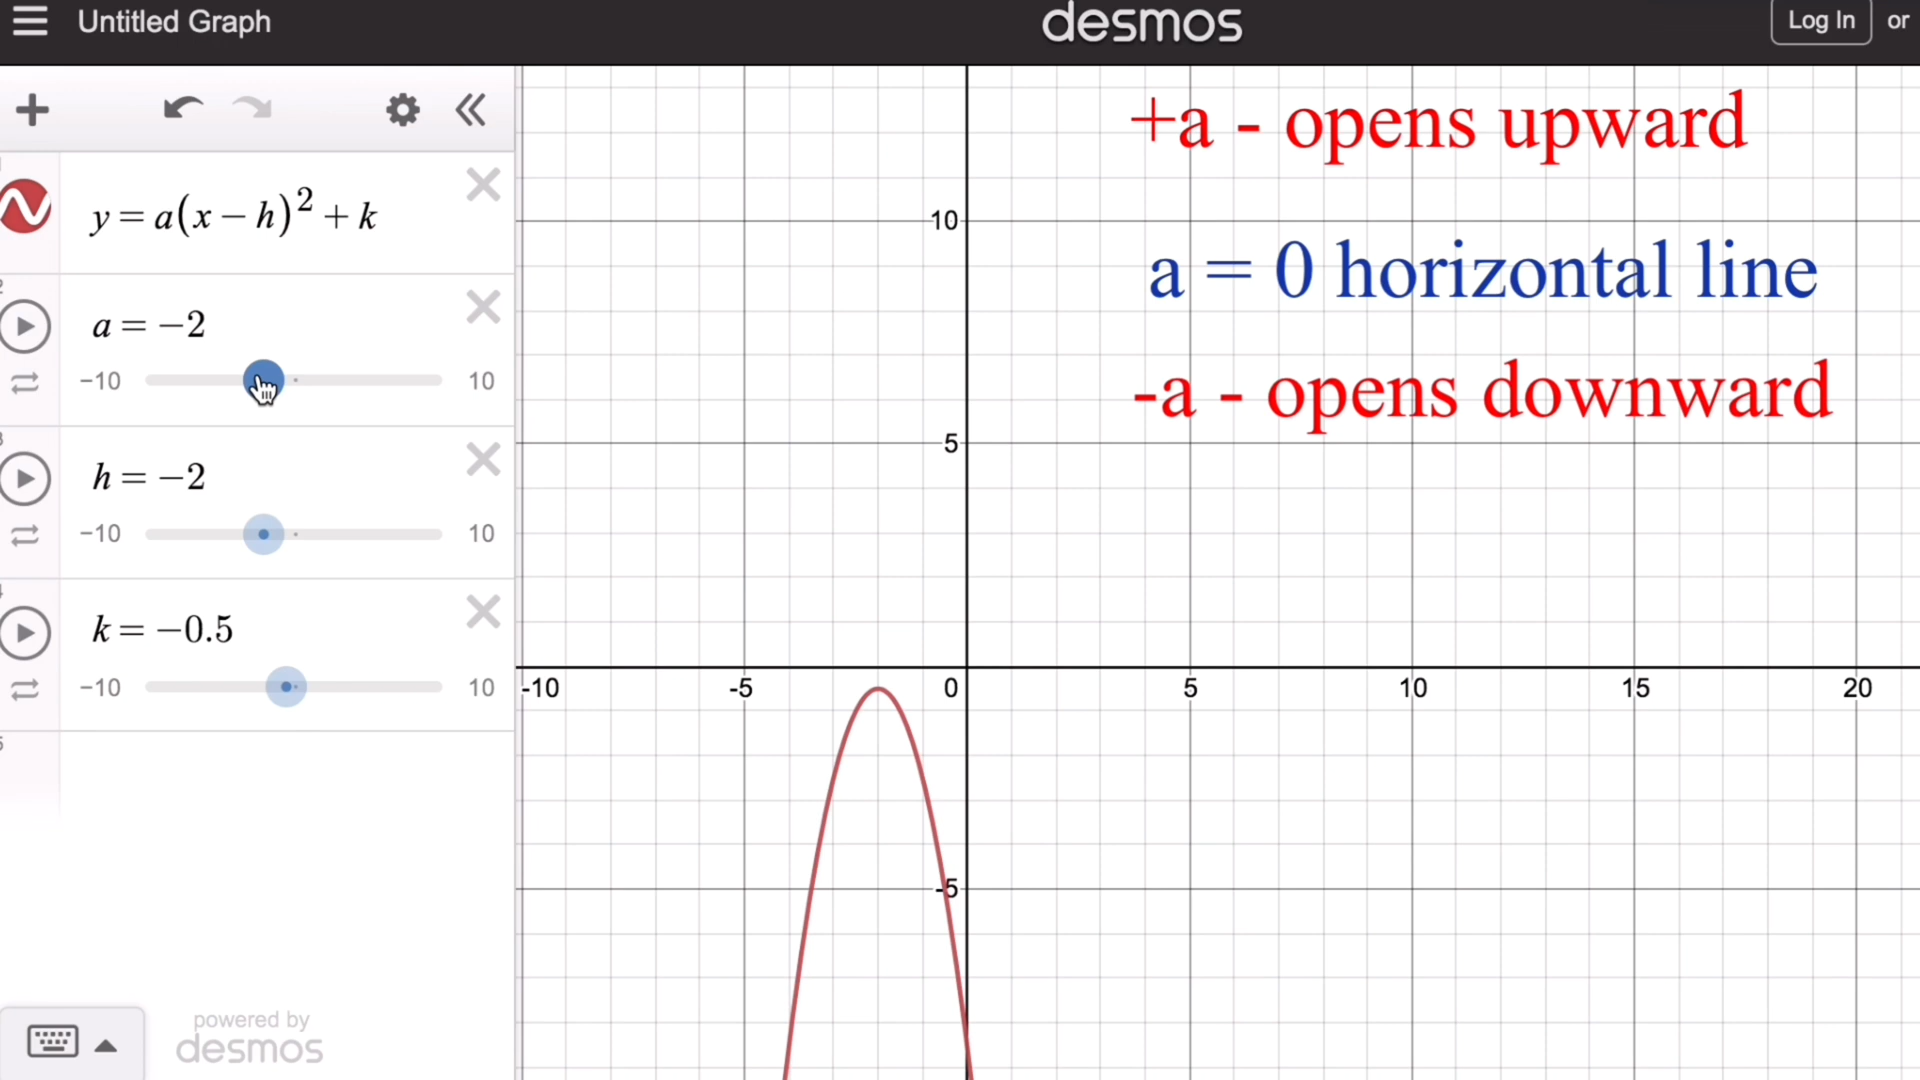 Untitled Graph
desmos
Log In or
+a - opens upward
a = 0 horizontal line
-a - opens downward
y = a(x − h)² + k
a = −2
−10 10
h = −2
−10 10
k = −0.5
−10 10
10
5
-10 -5 0 5 10 15 20
-5
powered by
desmos